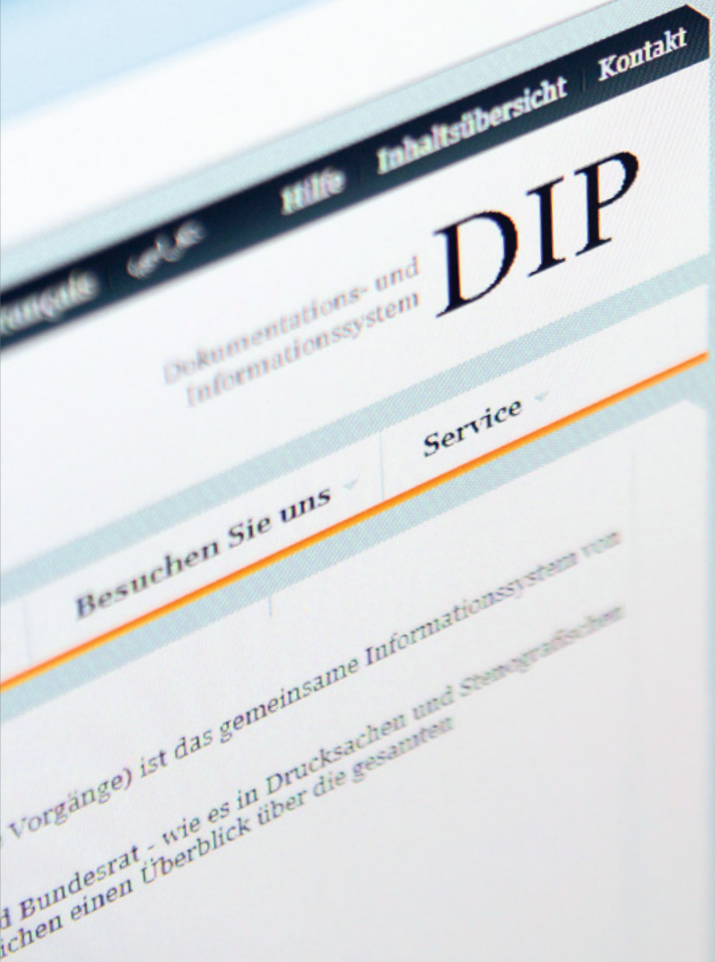 Hilfe Inhaltsübersicht Kontakt
Dokumentations- und
Informationssystem
DIP
Besuchen Sie uns Service
Vorgänge) ist das gemeinsame Informationssystem von
d Bundesrat - wie es in Drucksachen und Stenografischen
ichen einen Überblick über die gesamten